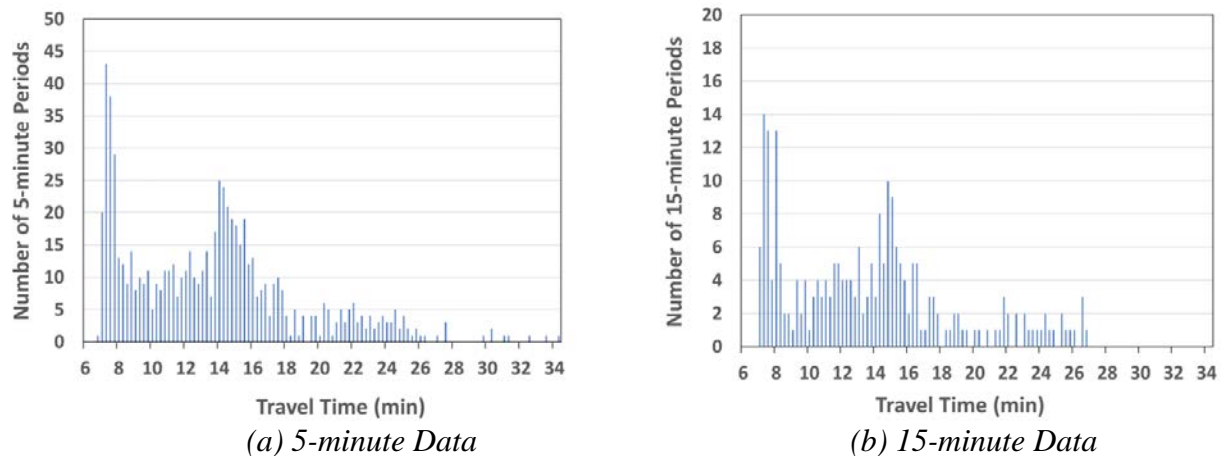 Number of 5-minute Periods
50
45
40
35
30
25
20
15
10
5
0
6 8 10 12 14 16 18 20 22 24 26 28 30 32 34
Travel Time (min)
(a) 5-minute Data
Number of 15-minute Periods
20
18
16
14
12
10
8
6
4
2
0
6 8 10 12 14 16 18 20 22 24 26 28 30 32 34
Travel Time (min)
(b) 15-minute Data